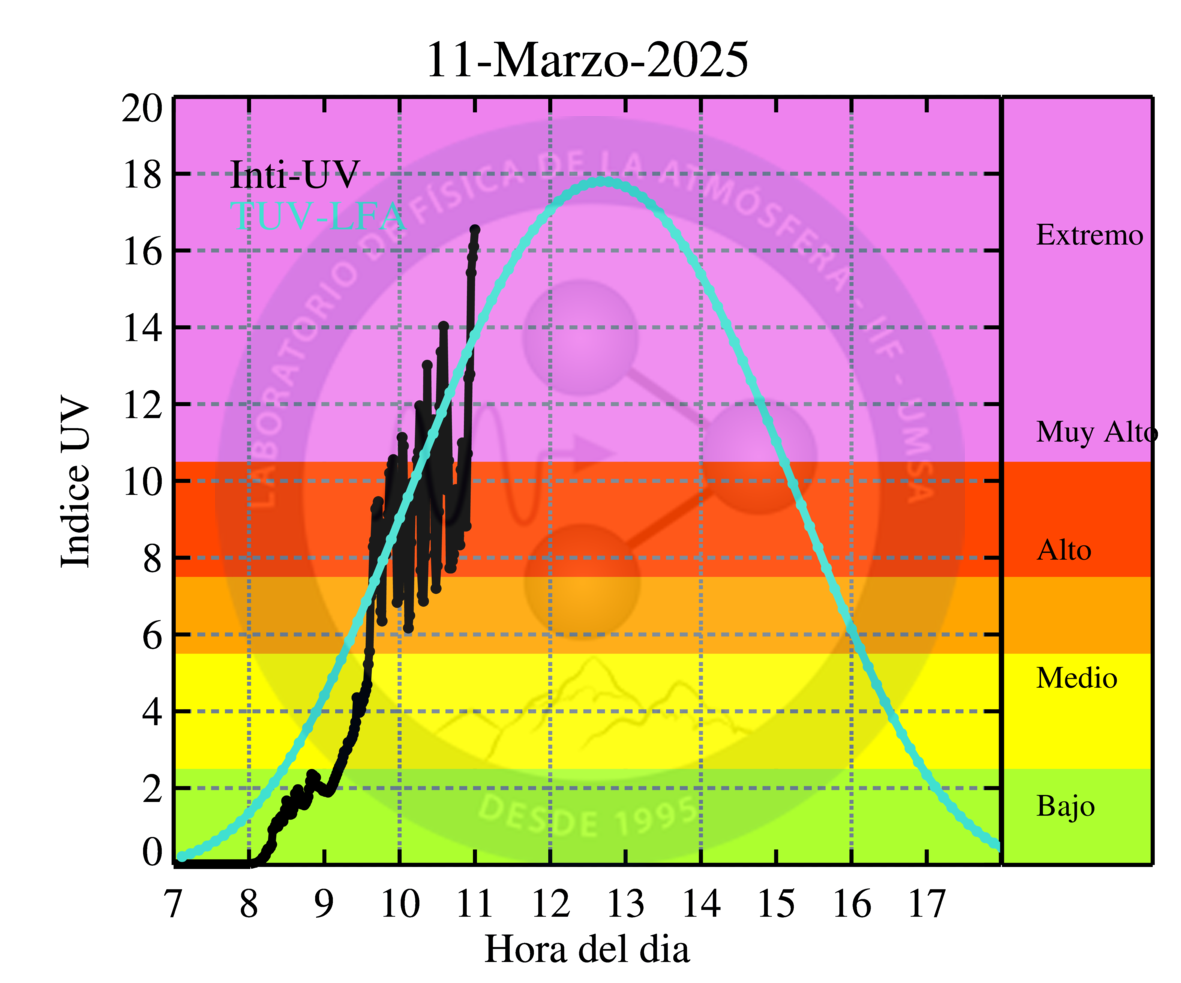 11-Marzo-2025
20
18
16
14
12
10
8
6
4
2
0
Indice UV
Inti-UV
TUV-LFA
LABORATORIO DE FÍSICA DE LA ATMÓSFERA - IIF - UMSA
DESDE 1995
Extremo
Muy Alto
Alto
Medio
Bajo
7 8 9 10 11 12 13 14 15 16 17
Hora del dia